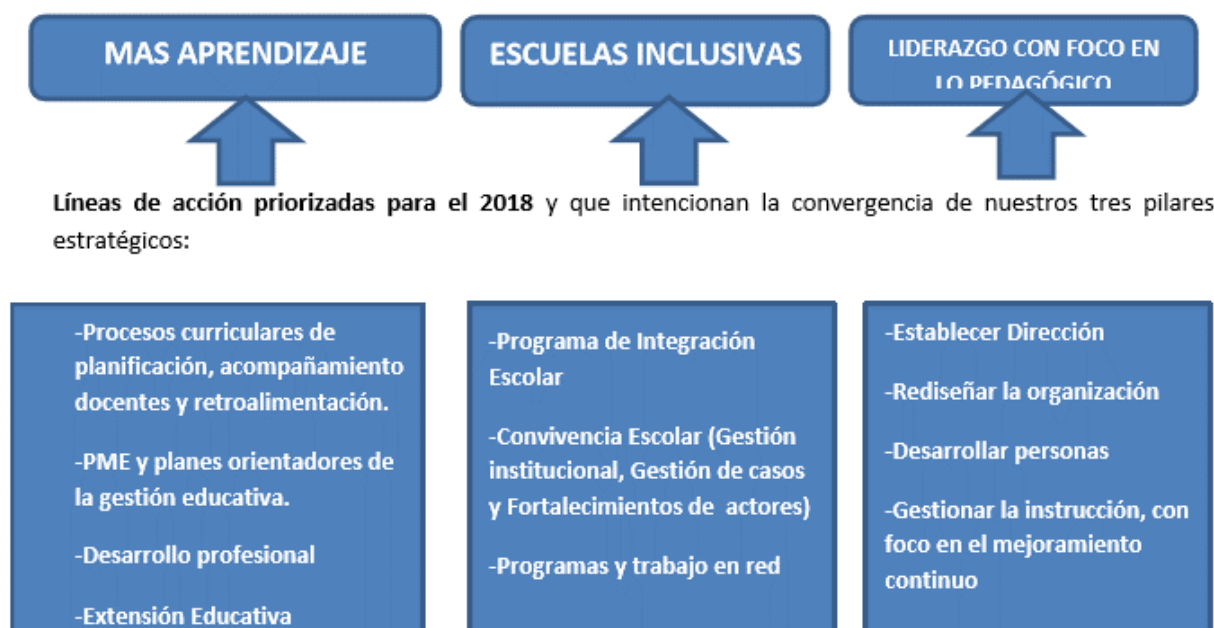 MAS APRENDIZAJE
ESCUELAS INCLUSIVAS
LIDERAZGO CON FOCO EN
LO PEDAGÓGICO
Líneas de acción priorizadas para el 2018 y que intencionan la convergencia de nuestros tres pilares
estratégicos:
-Procesos curriculares de
planificación, acompañamiento
docentes y retroalimentación.
-PME y planes orientadores de
la gestión educativa.
-Desarrollo profesional
-Extensión Educativa
-Programa de Integración
Escolar
-Convivencia Escolar (Gestión
institucional, Gestión de casos
y Fortalecimientos de actores)
-Programas y trabajo en red
-Establecer Dirección
-Rediseñar la organización
-Desarrollar personas
-Gestionar la instrucción, con
foco en el mejoramiento
continuo